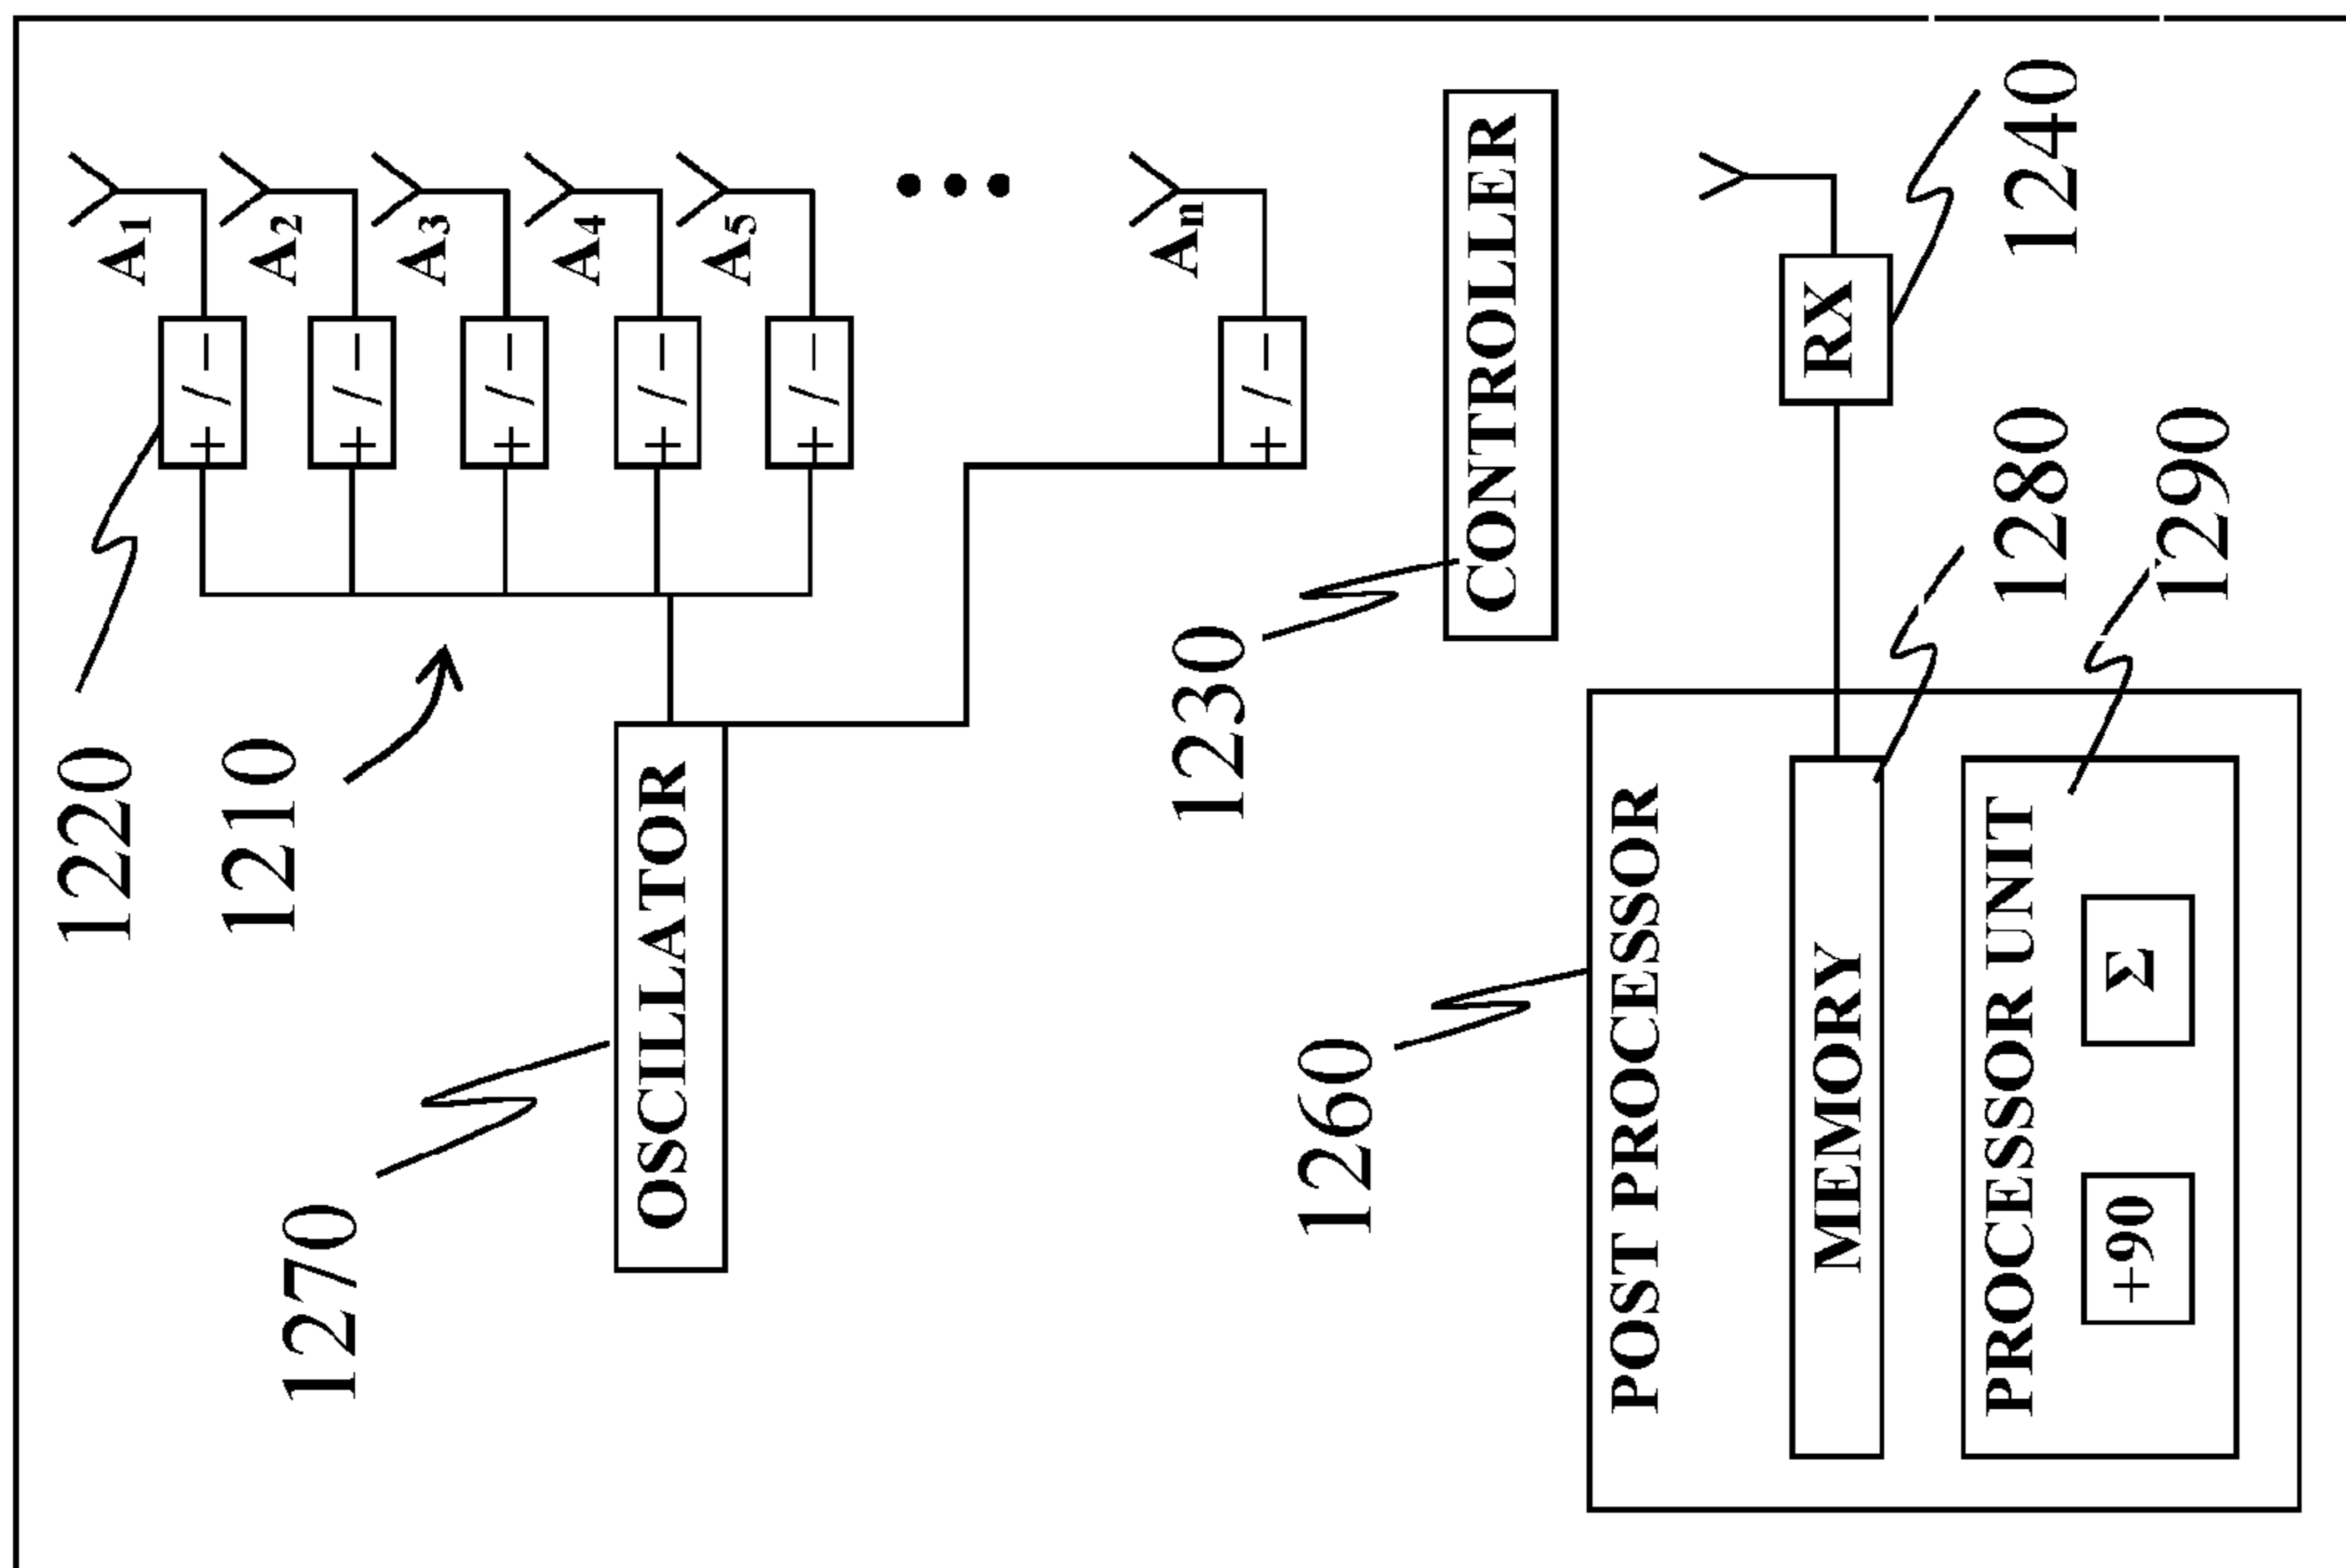 1220
A1
+ / −
1210
A2
+ / −
1270
A3
+ / −
A4
+ / −
OSCILLATOR
A5
+ / −
An
+ / −
1230
1260
CONTROLLER
POST PROCESSOR
MEMORY
RX
PROCESSOR UNIT
1280
1240
+90
Σ
1290